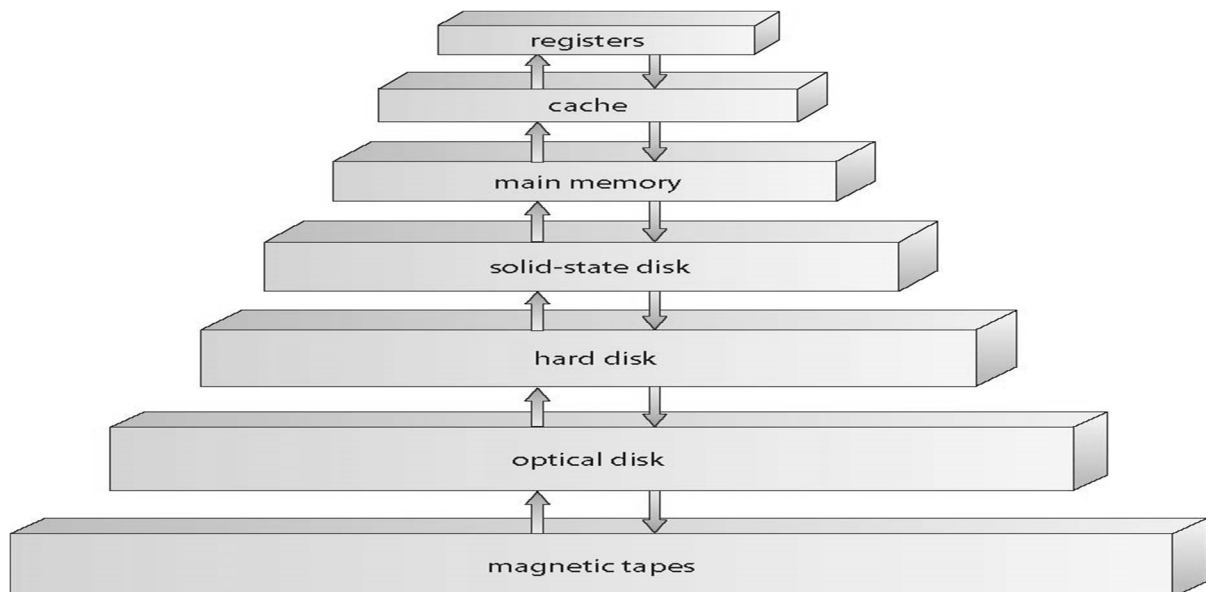 registers
cache
main memory
solid-state disk
hard disk
optical disk
magnetic tapes